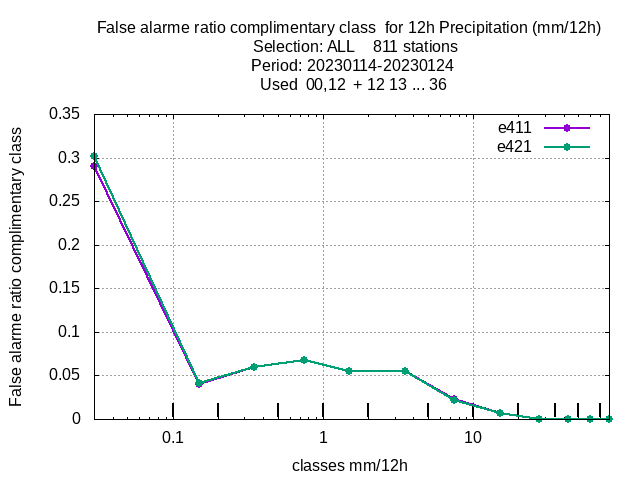 False alarme ratio complimentary class  for 12h Precipitation (mm/12h)
Selection: ALL    811 stations
Period: 20230114-20230124
Used  00,12  + 12 13 ... 36
False alarme ratio complimentary class
0.35
0.3
0.25
0.2
0.15
0.1
0.05
0
e411
e421
0.1
1
10
classes mm/12h